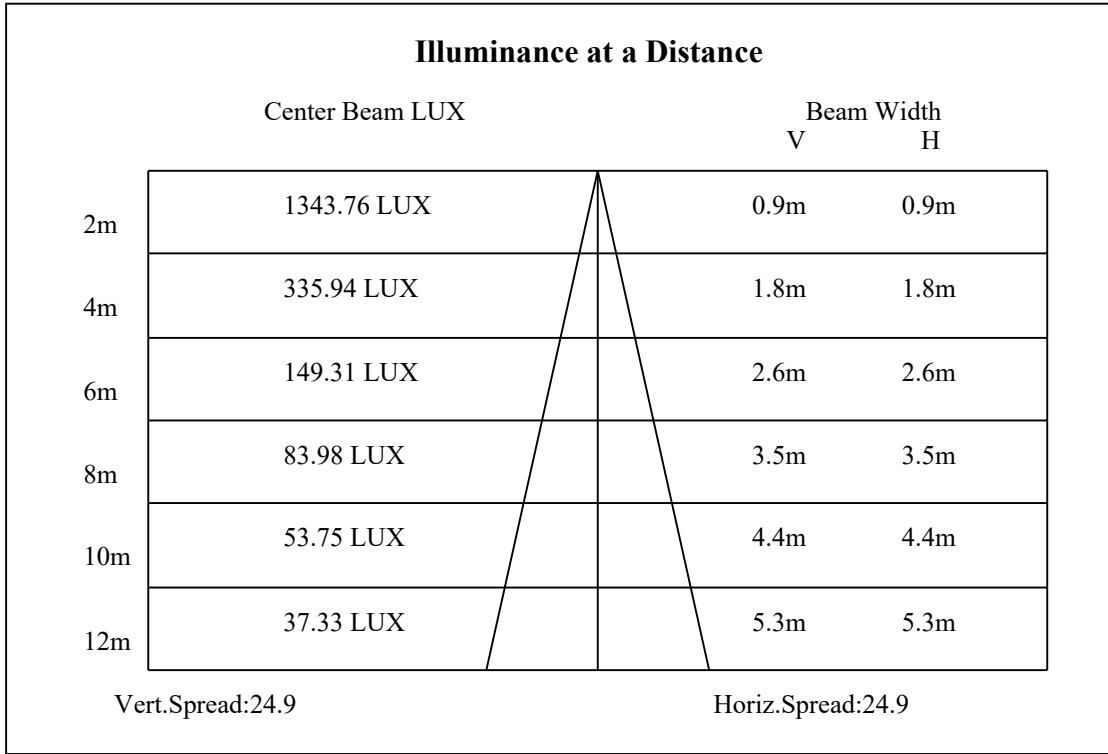 Illuminance at a Distance
Center Beam LUX Beam Width
V H
2m 1343.76 LUX 0.9m 0.9m
4m 335.94 LUX 1.8m 1.8m
6m 149.31 LUX 2.6m 2.6m
8m 83.98 LUX 3.5m 3.5m
10m 53.75 LUX 4.4m 4.4m
12m 37.33 LUX 5.3m 5.3m
Vert.Spread:24.9 Horiz.Spread:24.9